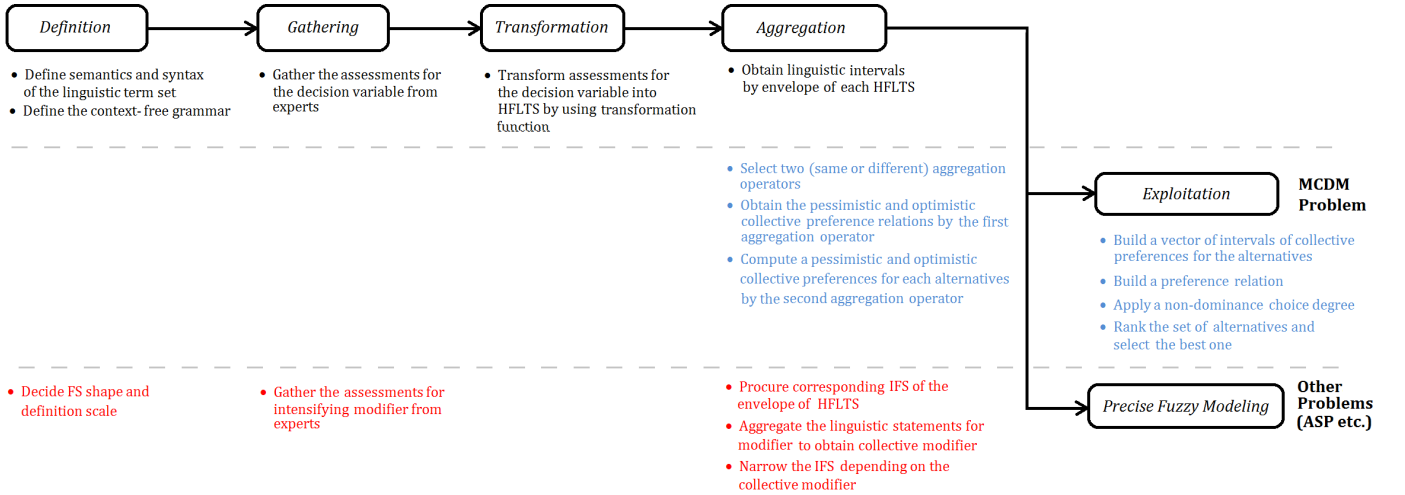 Definition
Gathering
Transformation
Aggregation
• Define semantics and syntax
of the linguistic term set
• Define the context- free grammar
• Gather the assessments for
the decision variable from
experts
• Transform assessments for
the decision variable into
HFLTS by using transformation
function
• Obtain linguistic intervals
by envelope of each HFLTS
• Select two (same or different) aggregation
operators
• Obtain the pessimistic and optimistic
collective preference relations by the first
aggregation operator
• Compute a pessimistic and optimistic
collective preferences for each alternatives
by the second aggregation operator
Exploitation
MCDM
Problem
• Build a vector of intervals of collective
preferences for the alternatives
• Build a preference relation
• Apply a non-dominance choice degree
• Rank the set of alternatives and
select the best one
• Decide FS shape and
definition scale
• Gather the assessments for
intensifying modifier from
experts
• Procure corresponding IFS of the
envelope of HFLTS
• Aggregate the linguistic statements for
modifier to obtain collective modifier
• Narrow the IFS depending on the
collective modifier
Precise Fuzzy Modeling
Other
Problems
(ASP etc.)